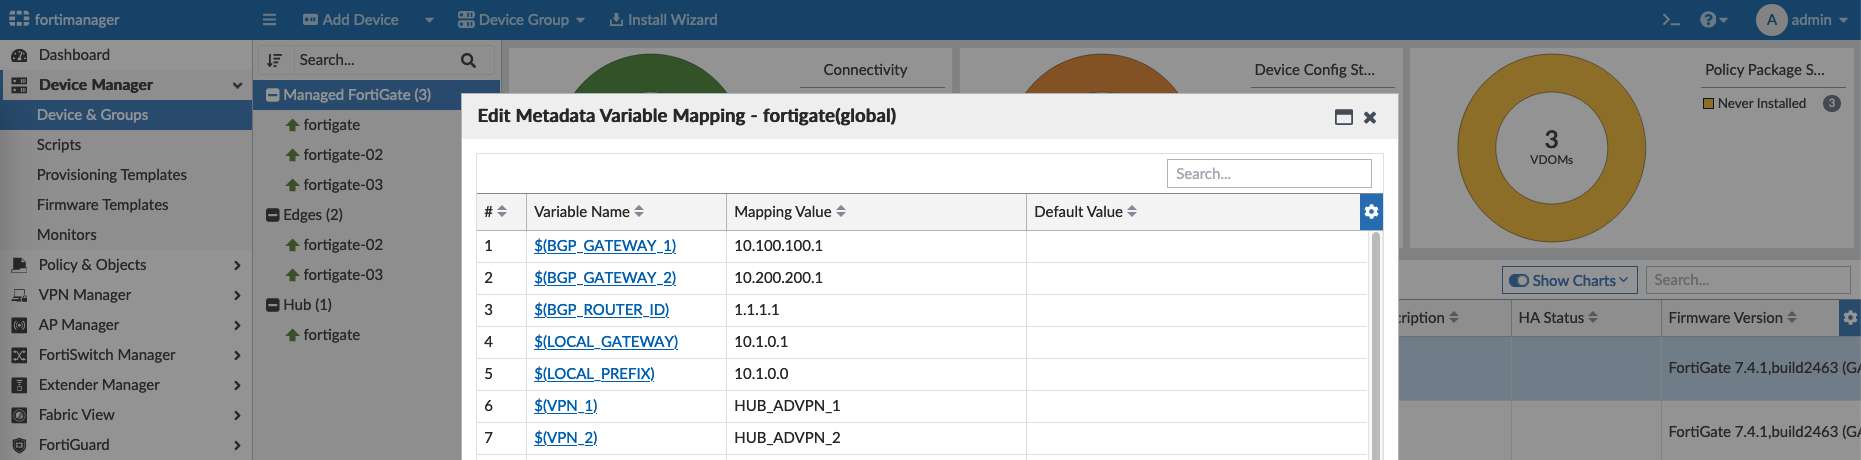 fortimanager
Add Device
Device Group
Install Wizard
A admin
Dashboard
Device Manager
Device & Groups
Scripts
Provisioning Templates
Firmware Templates
Monitors
Policy & Objects
VPN Manager
AP Manager
FortiSwitch Manager
Extender Manager
Fabric View
FortiGuard
Search...
Managed FortiGate (3)
fortigate
fortigate-02
fortigate-03
Edges (2)
fortigate-02
fortigate-03
Hub (1)
fortigate
Connectivity
Device Config St...
3
VDOMs
Policy Package S...
Never Installed 3
Edit Metadata Variable Mapping - fortigate(global)
Search...
# Variable Name Mapping Value Default Value
1 $(BGP_GATEWAY_1) 10.100.100.1
2 $(BGP_GATEWAY_2) 10.200.200.1
3 $(BGP_ROUTER_ID) 1.1.1.1
4 $(LOCAL_GATEWAY) 10.1.0.1
5 $(LOCAL_PREFIX) 10.1.0.0
6 $(VPN_1) HUB_ADVPN_1
7 $(VPN_2) HUB_ADVPN_2
Show Charts
Search...
cription HA Status Firmware Version
FortiGate 7.4.1,build2463 (GA
FortiGate 7.4.1,build2463 (GA